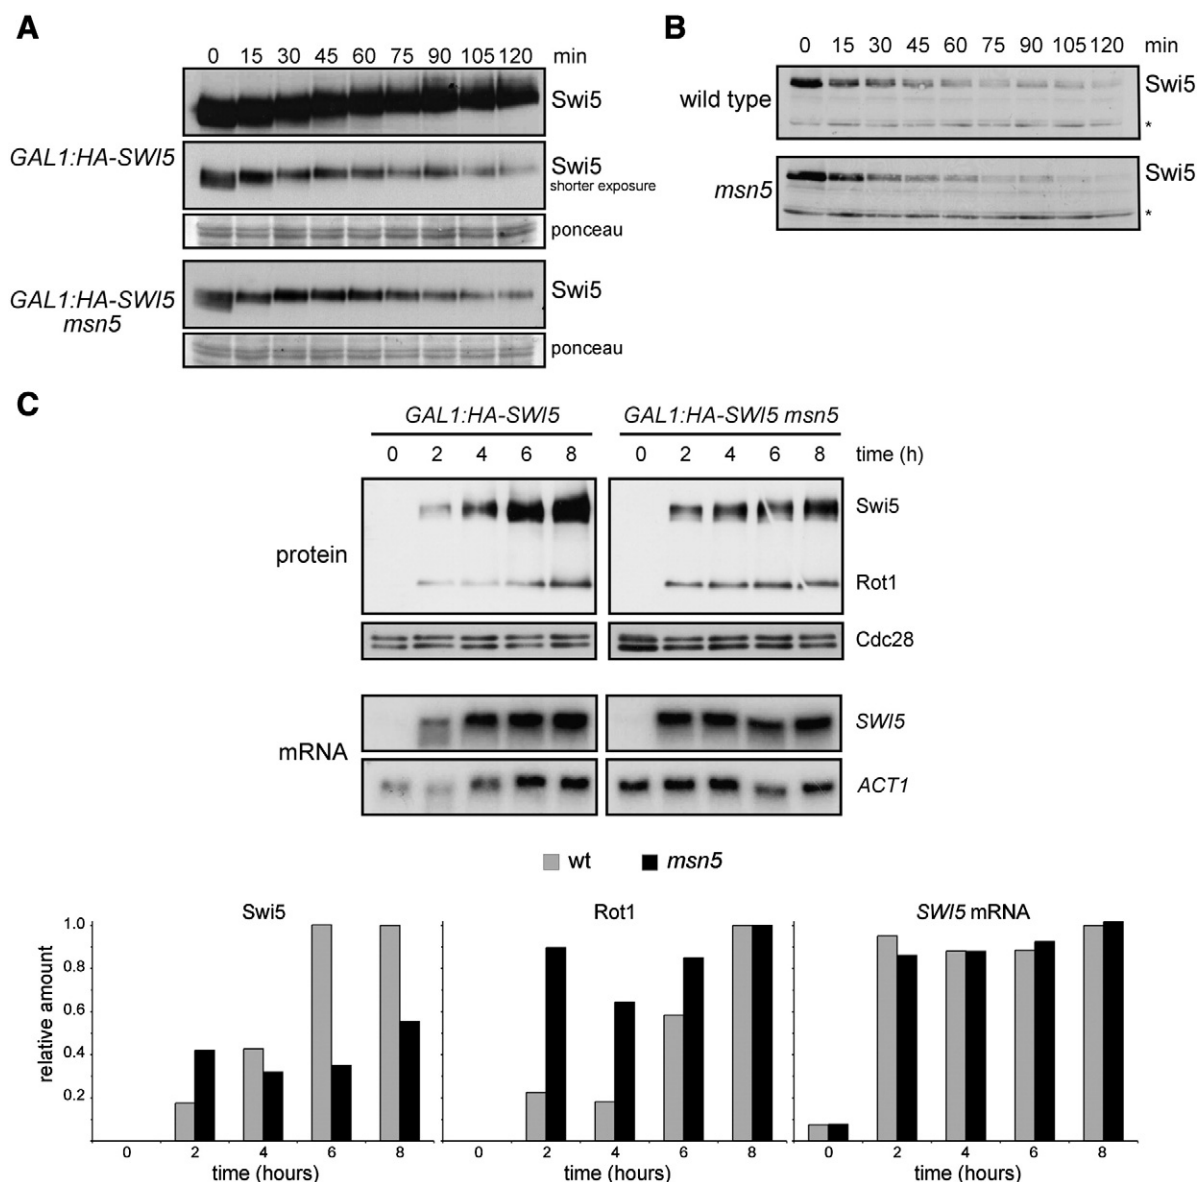 A
0 15 30 45 60 75 90 105 120 min
Swi5
GAL1:HA-SWI5
Swi5
shorter exposure
ponceau
GAL1:HA-SWI5
msn5
Swi5
ponceau
B
0 15 30 45 60 75 90 105 120 min
wild type
Swi5
*
msn5
Swi5
*
C
GAL1:HA-SWI5 GAL1:HA-SWI5 msn5
0 2 4 6 8 0 2 4 6 8 time (h)
protein
Swi5
Rot1
Cdc28
mRNA
SWI5
ACT1
wt msn5
Swi5 Rot1 SWI5 mRNA
relative amount
1.0
0.8
0.6
0.4
0.2
0 2 4 6 8 0 2 4 6 8 0 2 4 6 8
time (hours) time (hours) time (hours)